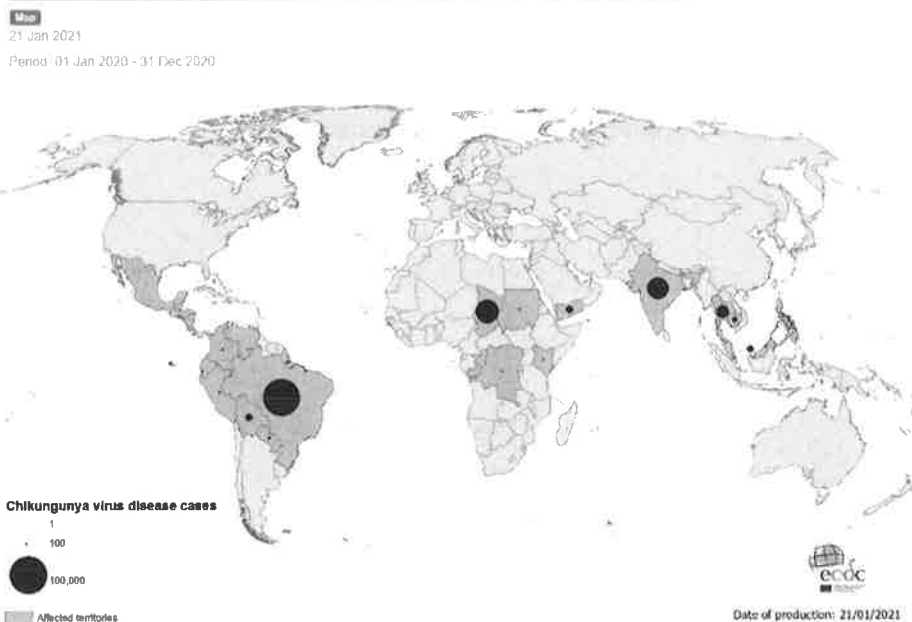 Map
21 Jan 2021
Period: 01 Jan 2020 - 31 Dec 2020
Chikungunya virus disease cases
1
100
100,000
Affected territories
ecdc
Date of production: 21/01/2021